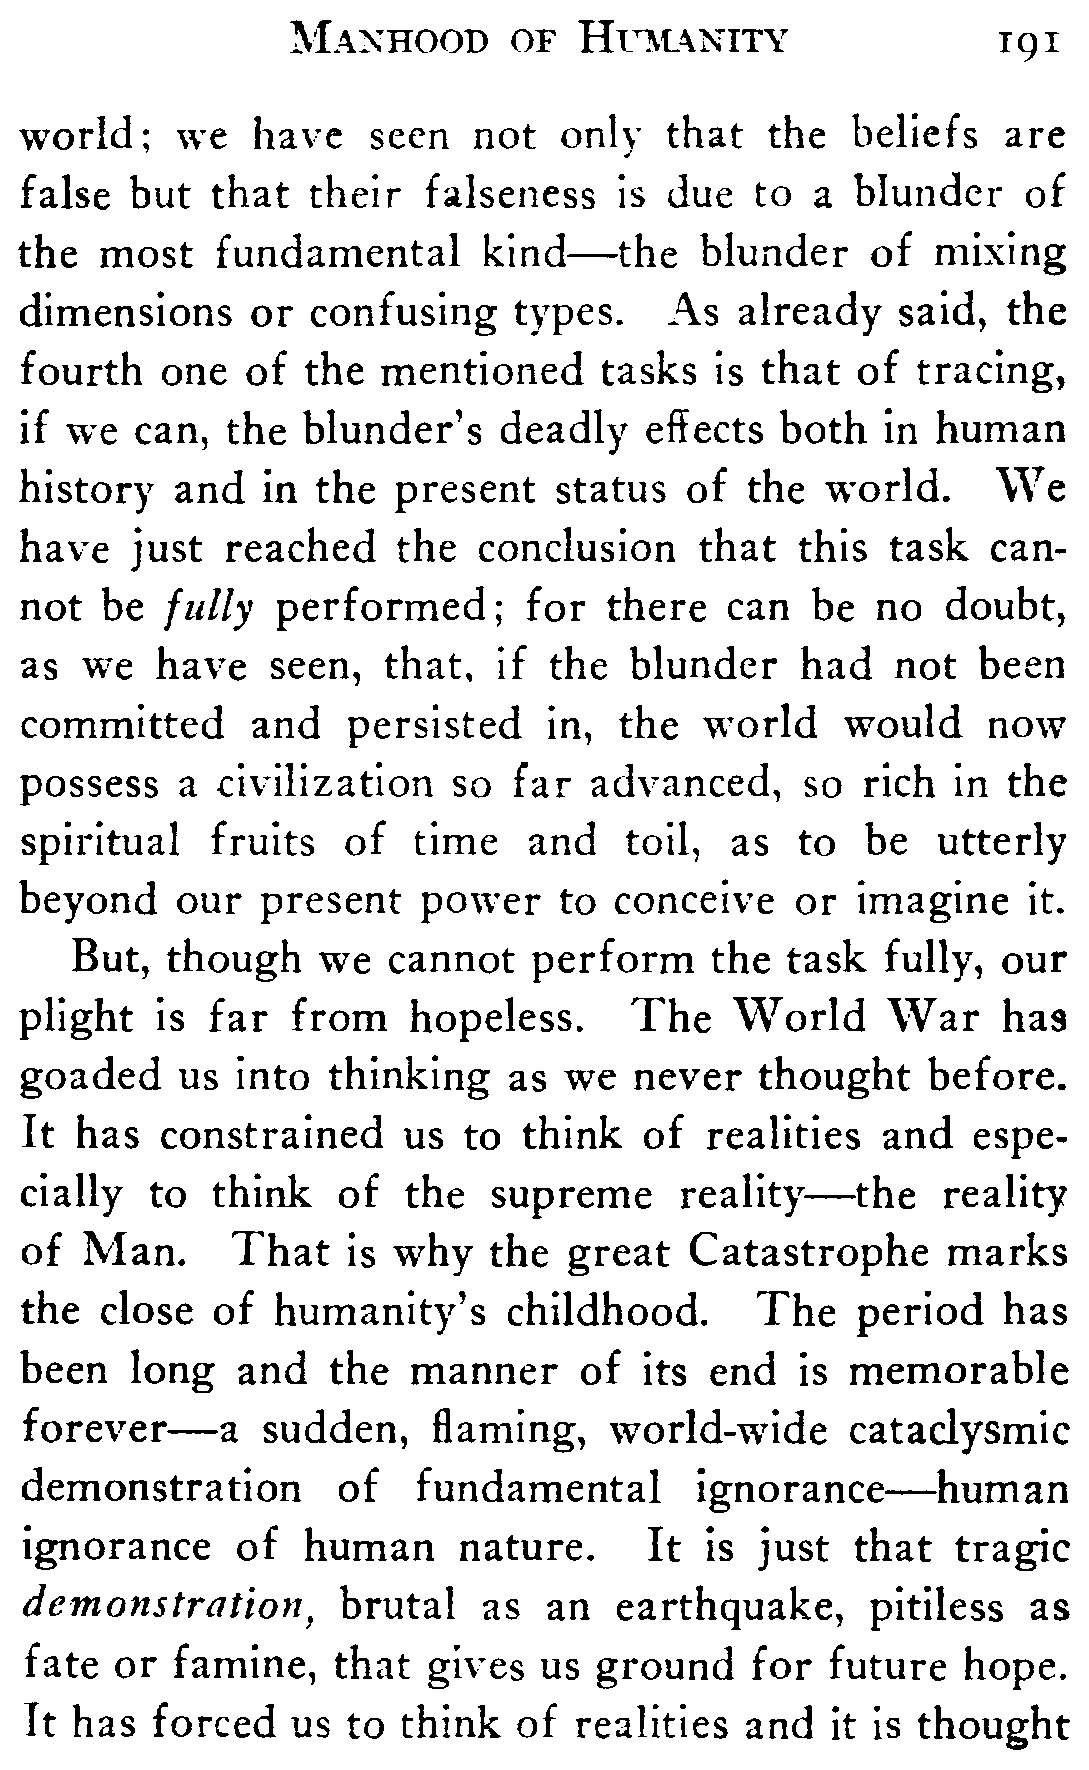 Manhood of Humanity 191
world; we have seen not only that the beliefs are
false but that their falseness is due to a blunder of
the most fundamental kind—the blunder of mixing
dimensions or confusing types. As already said, the
fourth one of the mentioned tasks is that of tracing,
if we can, the blunder's deadly effects both in human
history and in the present status of the world. We
have just reached the conclusion that this task can-
not be fully performed; for there can be no doubt,
as we have seen, that, if the blunder had not been
committed and persisted in, the world would now
possess a civilization so far advanced, so rich in the
spiritual fruits of time and toil, as to be utterly
beyond our present power to conceive or imagine it.
But, though we cannot perform the task fully, our
plight is far from hopeless. The World War has
goaded us into thinking as we never thought before.
It has constrained us to think of realities and espe-
cially to think of the supreme reality—the reality
of Man. That is why the great Catastrophe marks
the close of humanity's childhood. The period has
been long and the manner of its end is memorable
forever—a sudden, flaming, world-wide cataclysmic
demonstration of fundamental ignorance—human
ignorance of human nature. It is just that tragic
demonstration, brutal as an earthquake, pitiless as
fate or famine, that gives us ground for future hope.
It has forced us to think of realities and it is thought